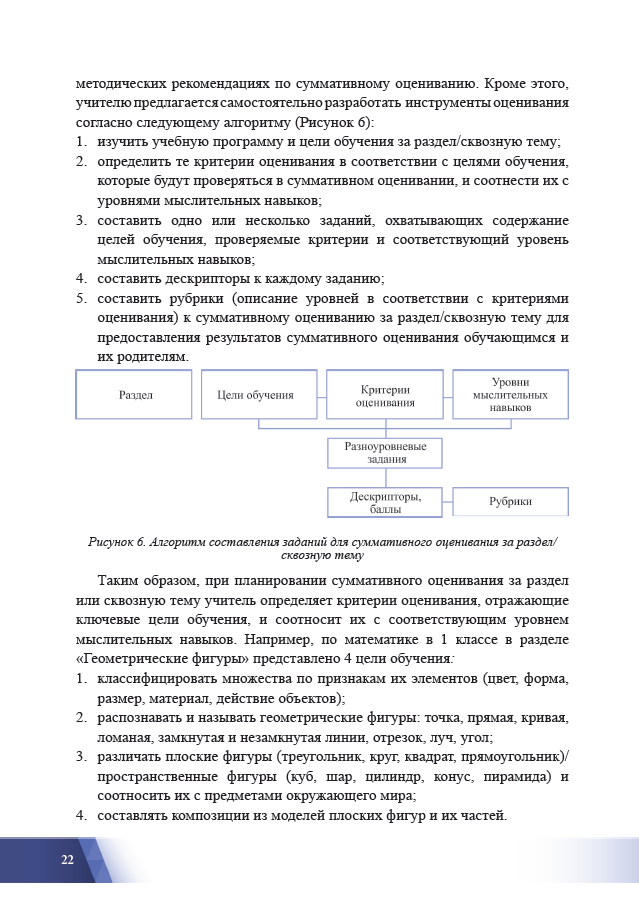 методических рекомендациях по суммативному оцениванию. Кроме этого,
учителю предлагается самостоятельно разработать инструменты оценивания
согласно следующему алгоритму (Рисунок 6):
1. изучить учебную программу и цели обучения за раздел/сквозную тему;
2. определить те критерии оценивания в соответствии с целями обучения,
которые будут проверяться в суммативном оценивании, и соотнести их с
уровнями мыслительных навыков;
3. составить одно или несколько заданий, охватывающих содержание
целей обучения, проверяемые критерии и соответствующий уровень
мыслительных навыков;
4. составить дескрипторы к каждому заданию;
5. составить рубрики (описание уровней в соответствии с критериями
оценивания) к суммативному оцениванию за раздел/сквозную тему для
предоставления результатов суммативного оценивания обучающимся и
их родителям.
Раздел
Цели обучения
Критерии
оценивания
Уровни
мыслительных
навыков
Разноуровневые
задания
Дескрипторы,
баллы
Рубрики
Рисунок 6. Алгоритм составления заданий для суммативного оценивания за раздел/
сквозную тему
Таким образом, при планировании суммативного оценивания за раздел
или сквозную тему учитель определяет критерии оценивания, отражающие
ключевые цели обучения, и соотносит их с соответствующим уровнем
мыслительных навыков. Например, по математике в 1 классе в разделе
«Геометрические фигуры» представлено 4 цели обучения:
1. классифицировать множества по признакам их элементов (цвет, форма,
размер, материал, действие объектов);
2. распознавать и называть геометрические фигуры: точка, прямая, кривая,
ломаная, замкнутая и незамкнутая линии, отрезок, луч, угол;
3. различать плоские фигуры (треугольник, круг, квадрат, прямоугольник)/
пространственные фигуры (куб, шар, цилиндр, конус, пирамида) и
соотносить их с предметами окружающего мира;
4. составлять композиции из моделей плоских фигур и их частей.
22